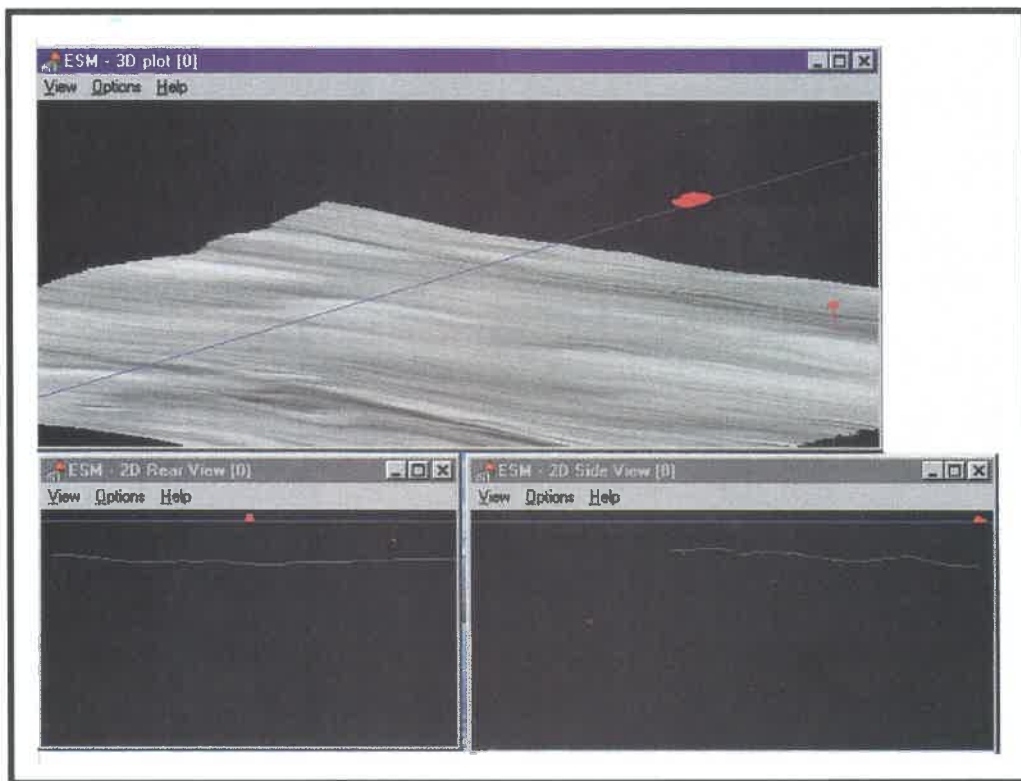 ESM - 3D plot [0]
View Options Help
ESM - 2D Rear View [0]
View Options Help
ESM - 2D Side View [0]
View Options Help